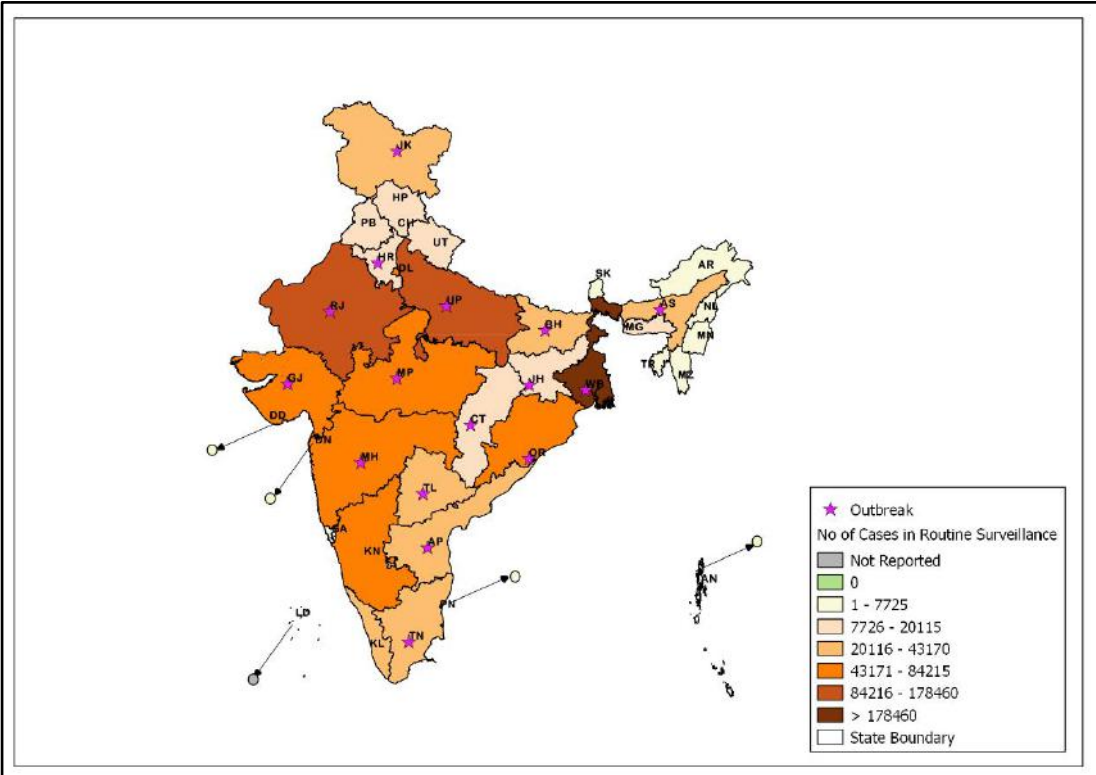 JK
HP
PB
CH
UT
HR
DL
SK
AR
RJ
UP
AS
NL
BH
MG
MN
TR
MZ
GJ
MP
JH
WB
DD
CT
DN
MH
OR
TL
GA
KN
AP
AN
PN
LD
KL
TN
Outbreak
No of Cases in Routine Surveillance
Not Reported
0
1 - 7725
7726 - 20115
20116 - 43170
43171 - 84215
84216 - 178460
> 178460
State Boundary